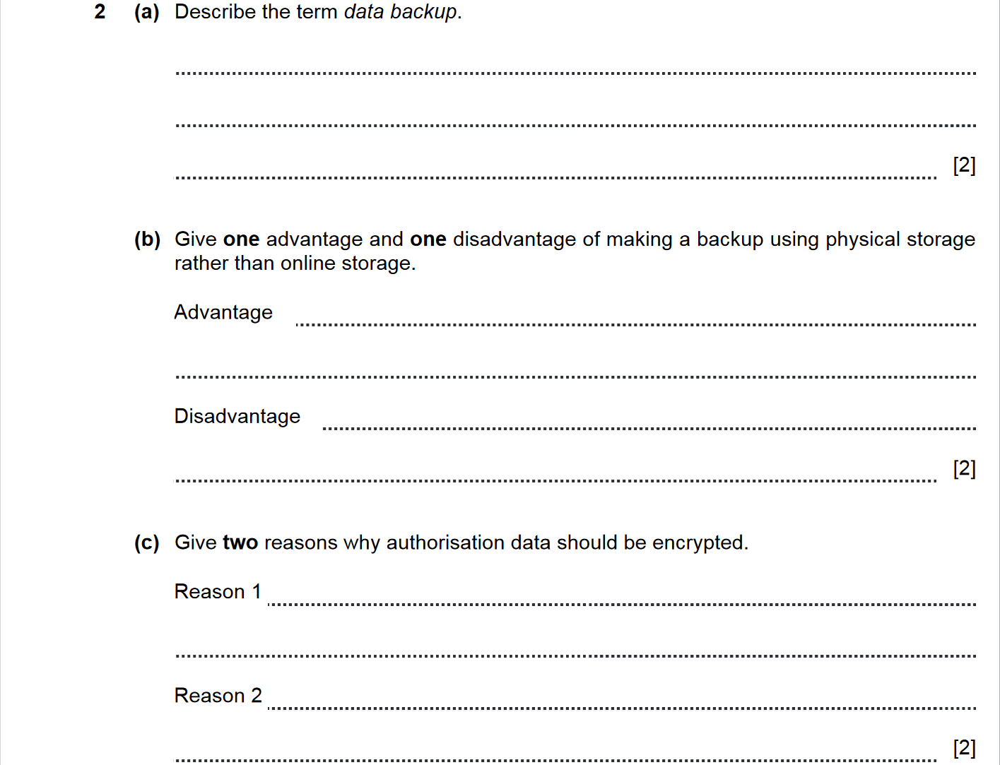 2 (a) Describe the term data backup.
[2]
(b) Give one advantage and one disadvantage of making a backup using physical storage
rather than online storage.
Advantage
Disadvantage
[2]
(c) Give two reasons why authorisation data should be encrypted.
Reason 1
Reason 2
[2]